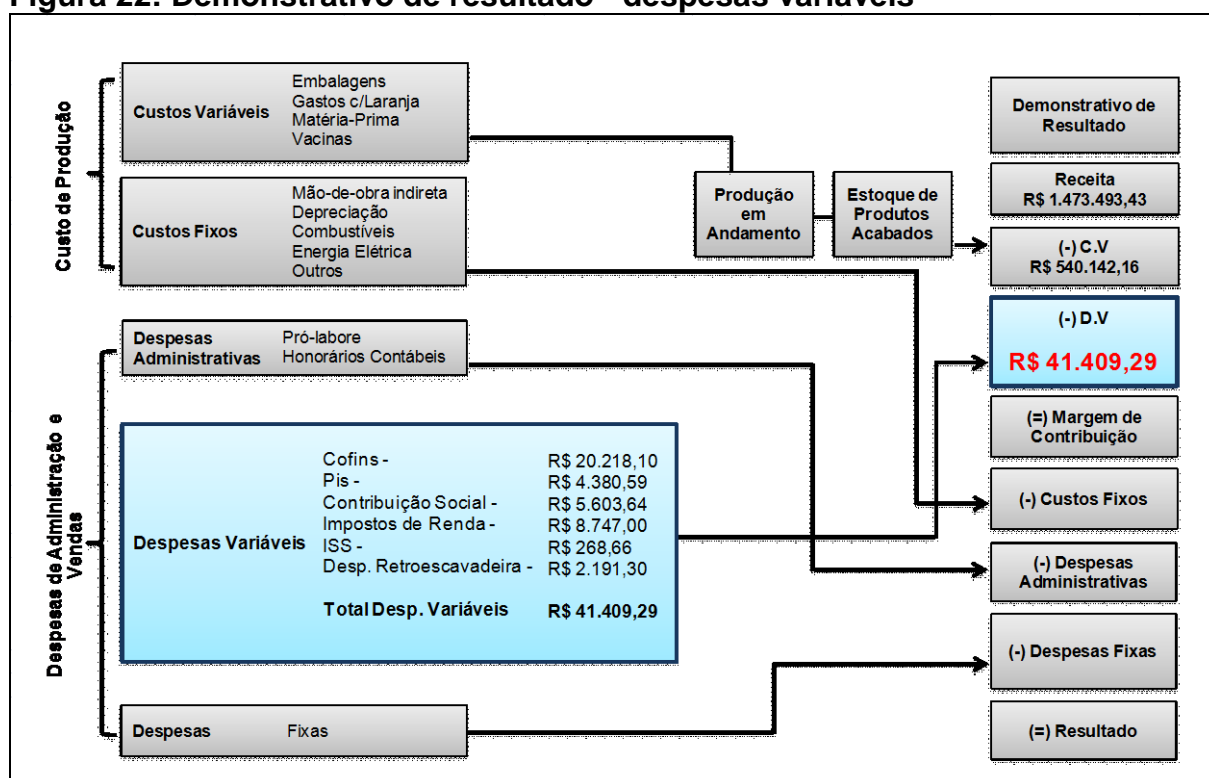 Figura 22: Demonstrativo de resultado - despesas variáveis
Custo de Produção
Custos Variáveis
Embalagens
Gastos c/Laranja
Matéria-Prima
Vacinas
Custos Fixos
Mão-de-obra indireta
Depreciação
Combustíveis
Energia Elétrica
Outros
Produção
em
Andamento
Estoque de
Produtos
Acabados
Despesas de Administração e
Vendas
Despesas
Administrativas
Pró-labore
Honorários Contábeis
Despesas Variáveis
Cofins - R$ 20.218,10
Pis - R$ 4.380,59
Contribuição Social - R$ 5.603,64
Impostos de Renda - R$ 8.747,00
ISS - R$ 268,66
Desp. Retroescavadeira - R$ 2.191,30
Total Desp. Variáveis R$ 41.409,29
Despesas Fixas
Demonstrativo de
Resultado
Receita
R$ 1.473.493,43
(-) C.V
R$ 540.142,16
(-) D.V
R$ 41.409,29
(=) Margem de
Contribuição
(-) Custos Fixos
(-) Despesas
Administrativas
(-) Despesas Fixas
(=) Resultado